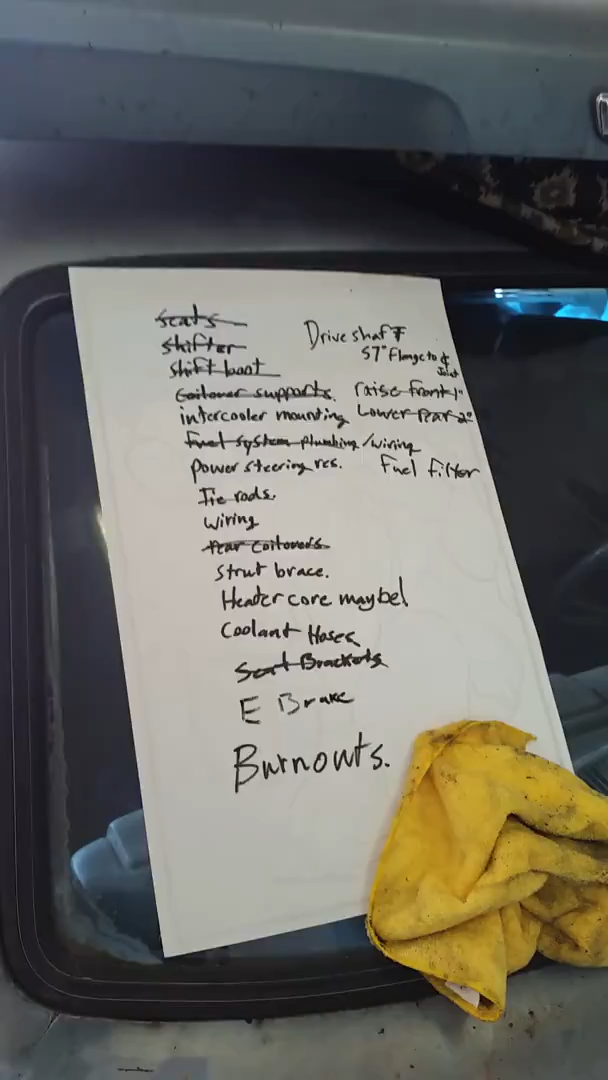 seats
shifter
shift boot
Coilover supports.
intercooler mounting
Fuel system plumbing/wiring
power steering res.
Tie rods.
wiring
rear coilovers
Strut brace.
Heater core maybe!
Coolant Hoses
Seat Brackets
E Brake
Burnouts.
Drive shaft
57" flange to
Joint
raise front 1"
Lower rear 2"
Fuel filter